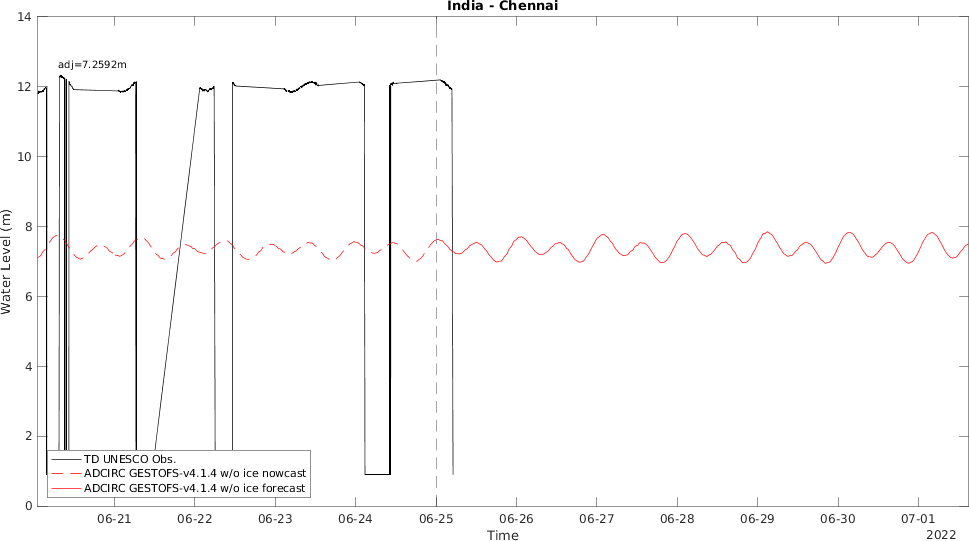 India - Chennai
adj=7.2592m
14
12
10
8
6
4
2
0
Water Level (m)
TD UNESCO Obs.
ADCIRC GESTOFS-v4.1.4 w/o ice nowcast
ADCIRC GESTOFS-v4.1.4 w/o ice forecast
06-21 06-22 06-23 06-24 06-25 06-26 06-27 06-28 06-29 06-30 07-01
Time
2022